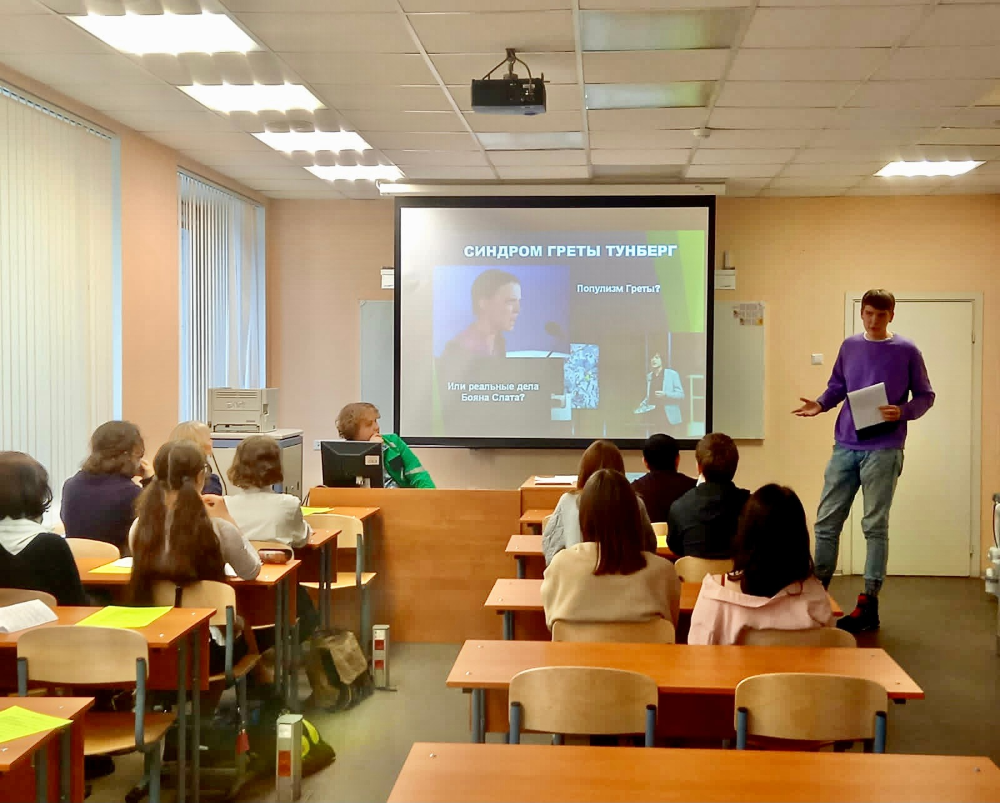 СИНДРОМ ГРЕТЫ ТУНБЕРГ
Популизм Греты?
Или реальные дела
Бояна Слата?